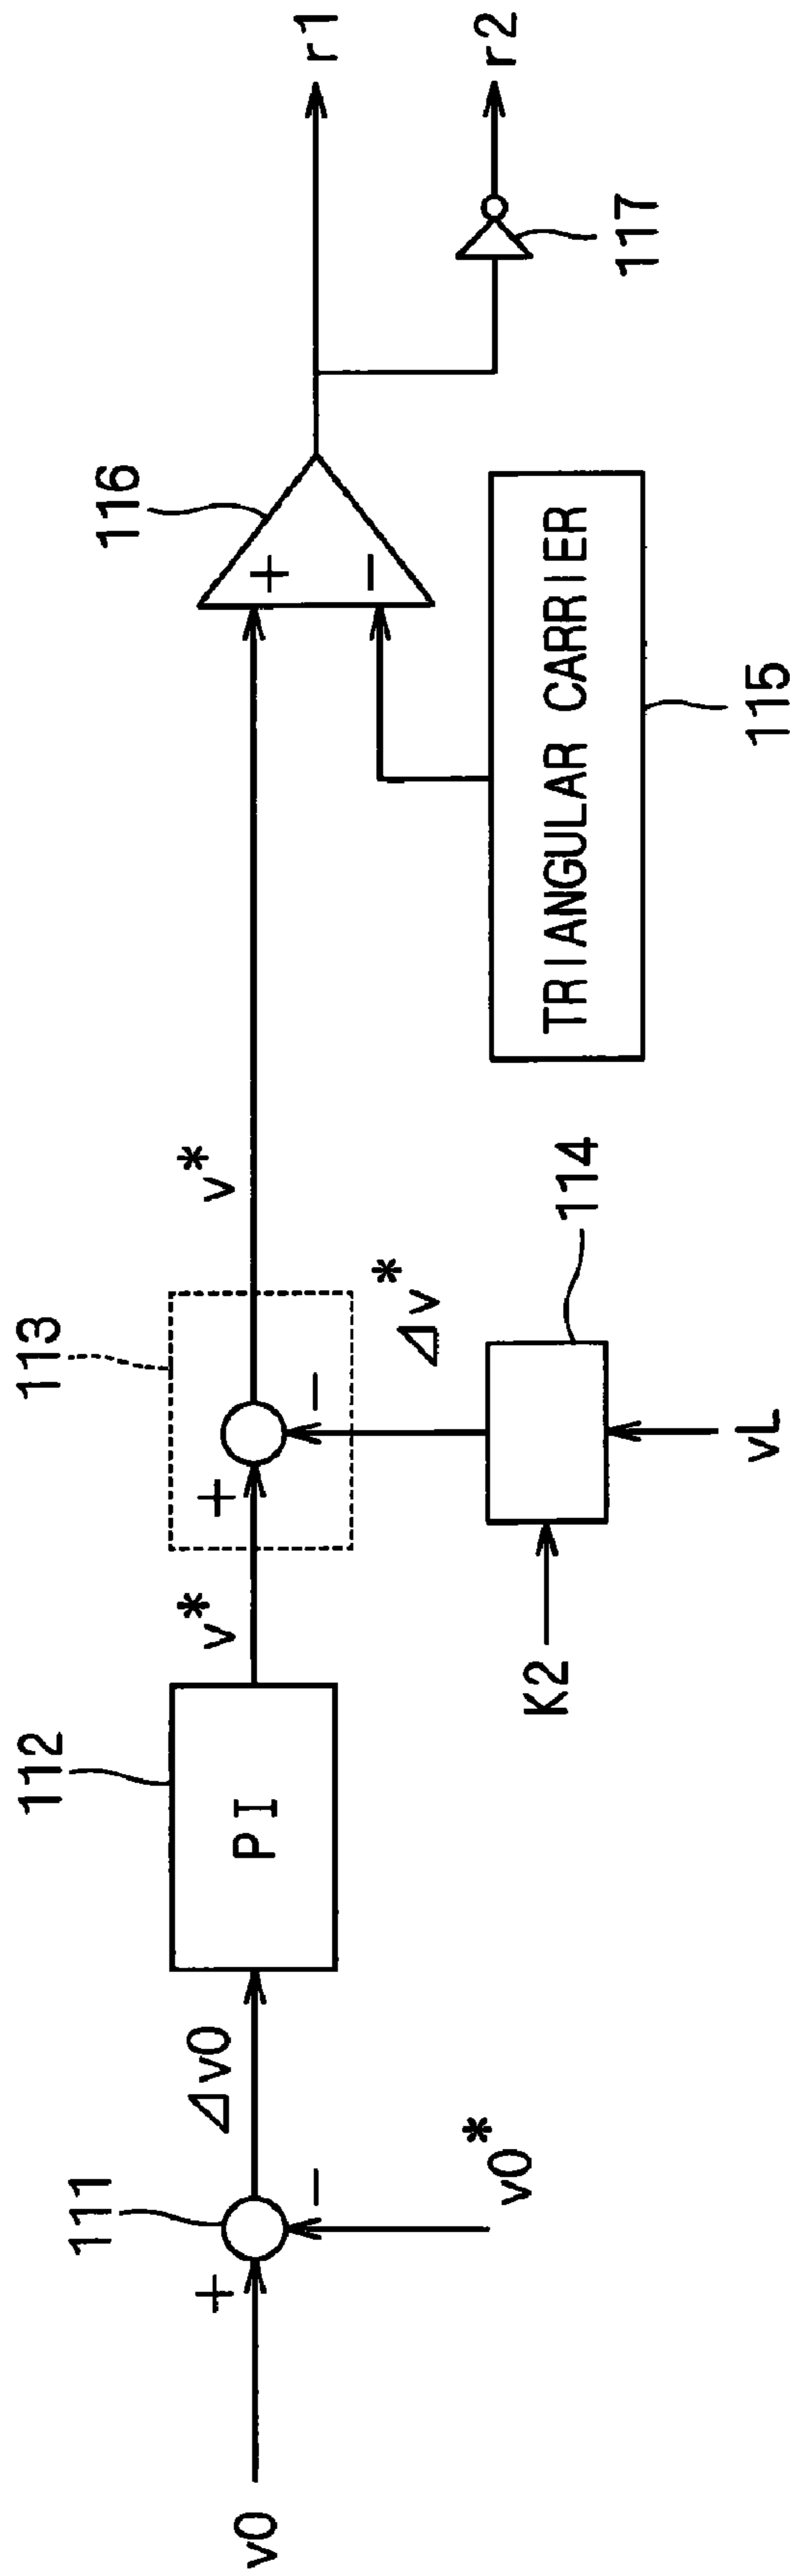 v0
+
111
−
v0*
Δv0
112
PI
v*
113
+
−
Δv*
K2
114
vL
v*
TRIANGULAR CARRIER
115
116
+
−
r1
117
r2